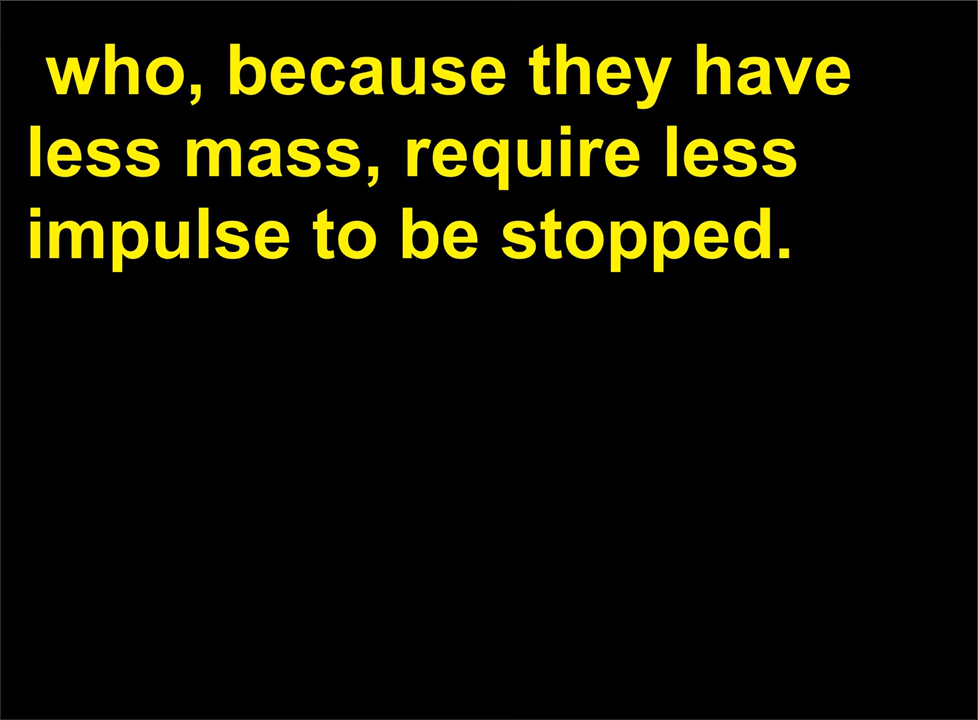 who, because they have
less mass, require less
impulse to be stopped.